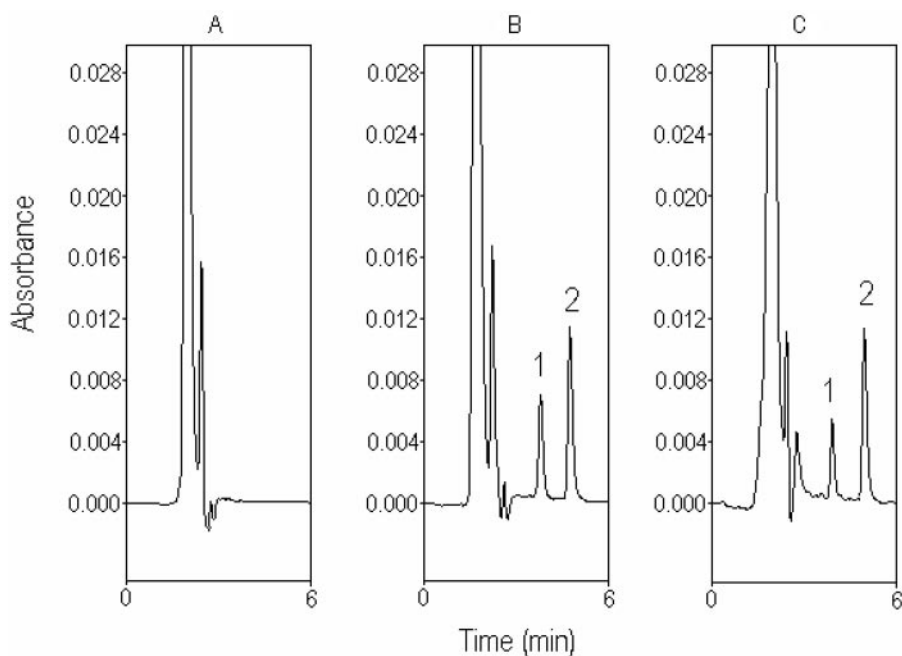 A B C
0.028 0.028 0.028
0.024 0.024 0.024
0.020 0.020 0.020
0.016 0.016 0.016
2 2
0.012 0.012 0.012
1 1
0.008 0.008 0.008
0.004 0.004 0.004
0.000 0.000 0.000
0 6 0 6 0 6
Absorbance
Time (min)